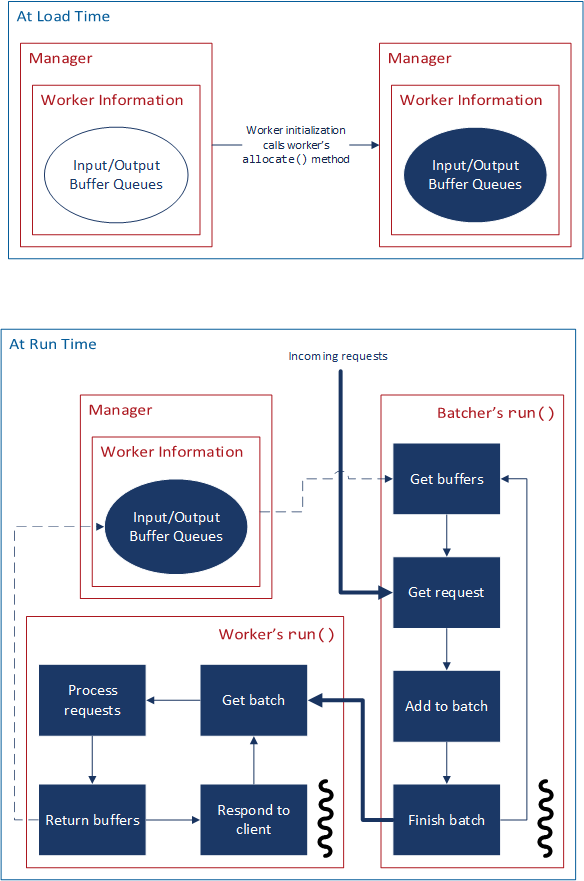 At Load Time
Manager
Worker Information
Input/Output
Buffer Queues
Worker initialization
calls worker's
allocate() method
Manager
Worker Information
Input/Output
Buffer Queues
At Run Time
Incoming requests
Manager
Worker Information
Input/Output
Buffer Queues
Batcher's run()
Get buffers
Get request
Add to batch
Finish batch
Worker's run()
Process
requests
Get batch
Return buffers
Respond to
client